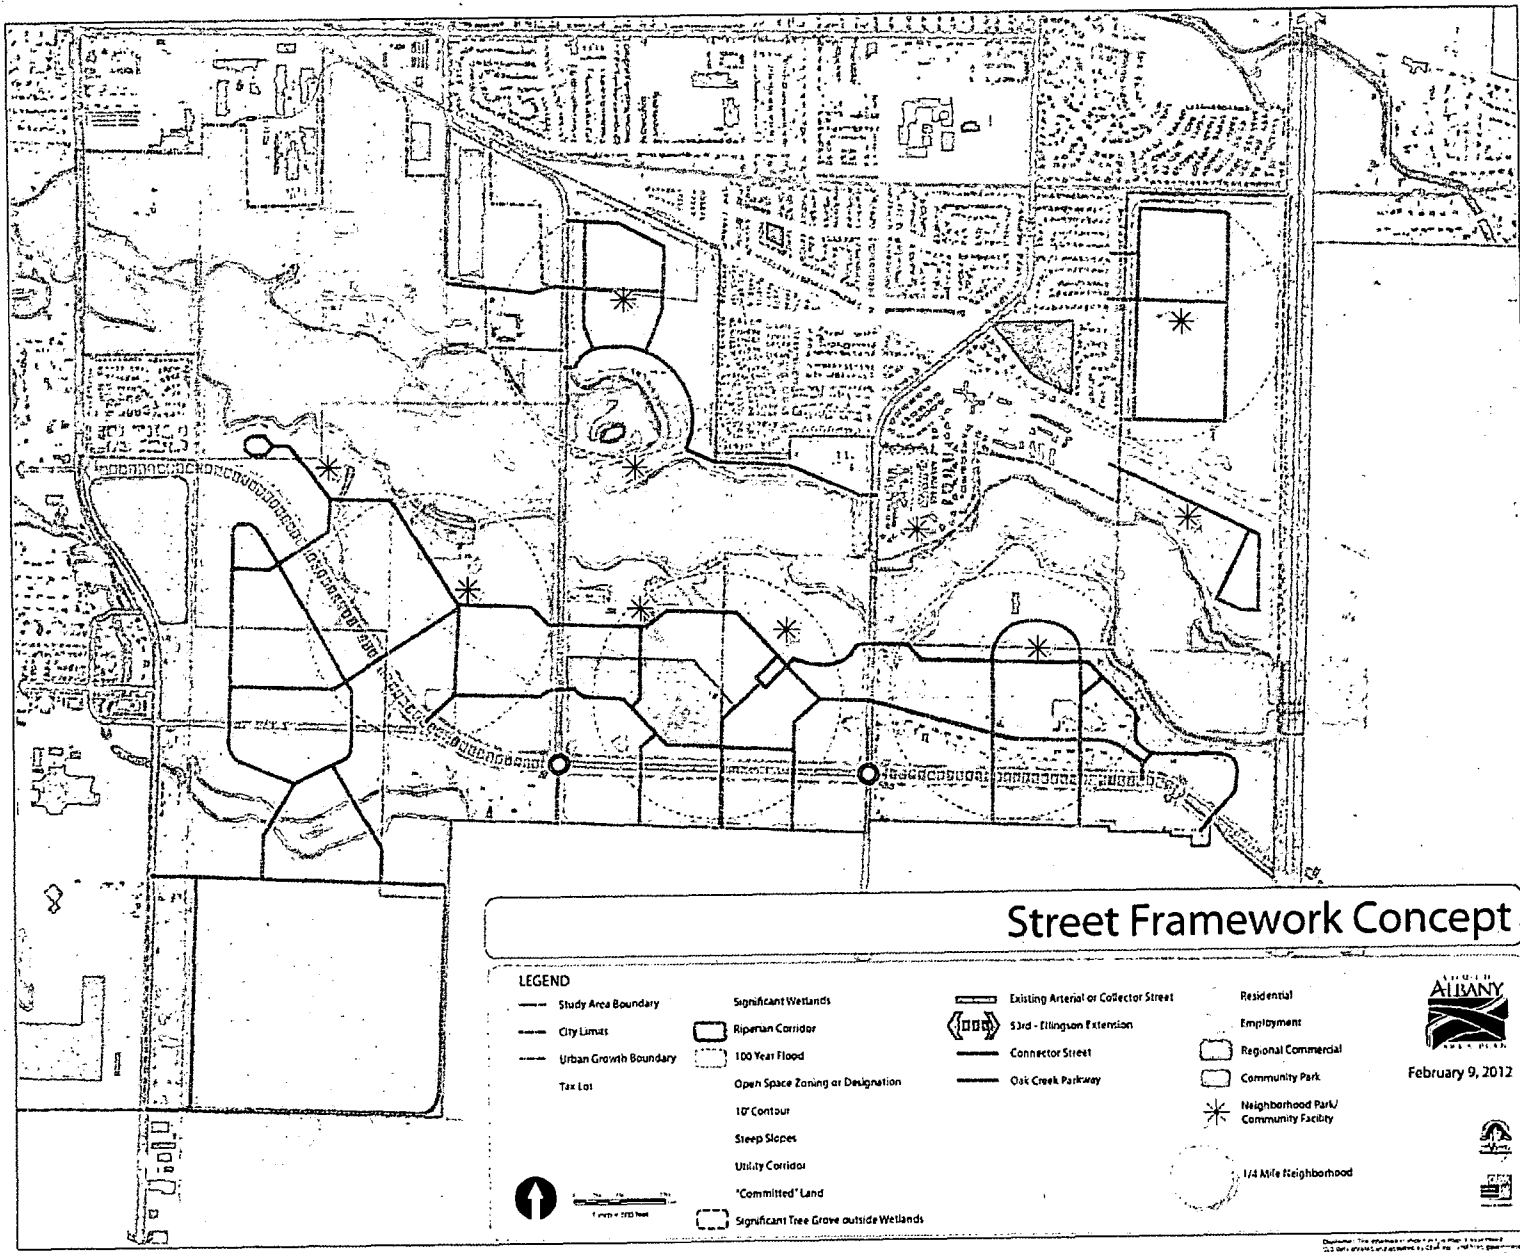 11
Street Framework Concept
LEGEND
Study Area Boundary
City Limits
Urban Growth Boundary
Tax Lot
Significant Wetlands
Riperian Corridor
100 Year Flood
Open Space Zoning or Designation
10' Contour
Steep Slopes
Utility Corridor
"Committed" Land
Significant Tree Grove outside Wetlands
Existing Arterial or Collector Street
53rd - Ellingson Extension
Connector Street
Oak Creek Parkway
Residential
Employment
Regional Commercial
Community Park
Neighborhood Park/
Community Facility
1/4 Mile Neighborhood
ALBANY
February 9, 2012